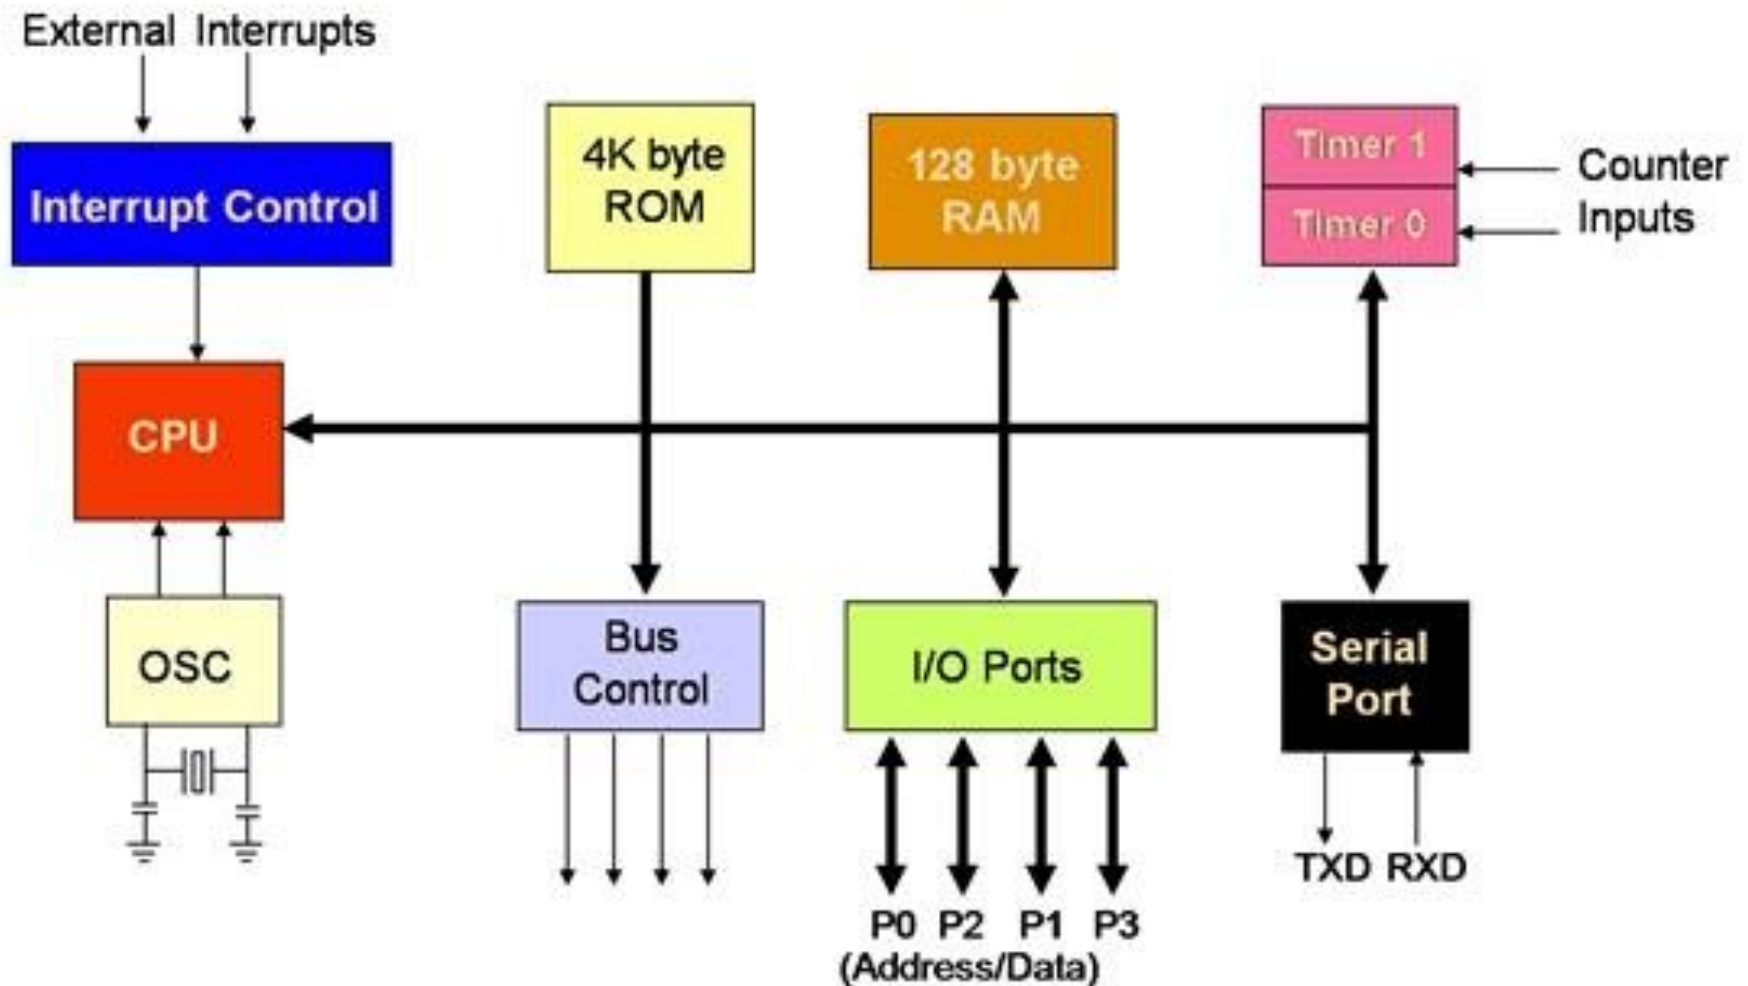 External Interrupts
Interrupt Control
4K byte
ROM
128 byte
RAM
Timer 1
Timer 0
Counter
Inputs
CPU
OSC
Bus
Control
I/O Ports
Serial
Port
TXD RXD
P0 P2 P1 P3
(Address/Data)